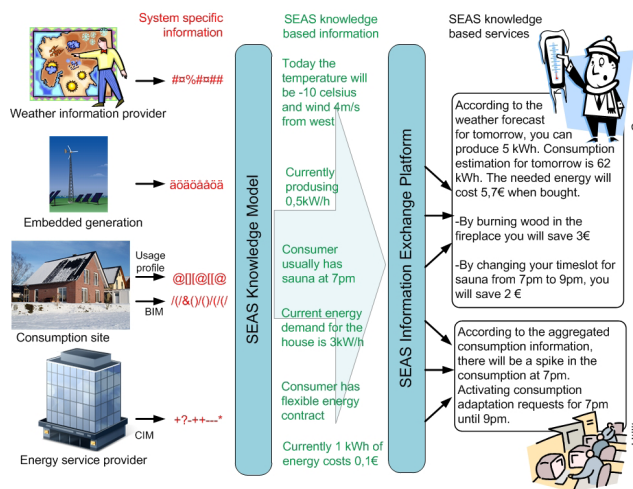 System specific
information
SEAS knowledge
based information
SEAS knowledge
based services
#¤%#¤##
Weather information provider
äöäöåäöä
Embedded generation
Usage
profile
@[][@[[@
BIM
/(/&()/()/(/(/
Consumption site
+?-++---*
CIM
Energy service provider
SEAS Knowledge Model
Today the
temperature will
be -10 celsius
and wind 4m/s
from west
Currently
produsing
0,5kW/h
Consumer
usually has
sauna at 7pm
Current energy
demand for the
house is 3kW/h
Consumer has
flexible energy
contract
Currently 1 kWh of
energy costs 0,1€
SEAS Information Exchange Platform
According to the
weather forecast
for tomorrow, you can
produce 5 kWh. Consumption
estimation for tomorrow is 62
kWh. The needed energy will
cost 5,7€ when bought.
-By burning wood in the
fireplace you will save 3€
-By changing your timeslot for
sauna from 7pm to 9pm, you
will save 2 €
According to the aggregated
consumption information,
there will be a spike in the
consumption at 7pm.
Activating consumption
adaptation requests for 7pm
until 9pm.